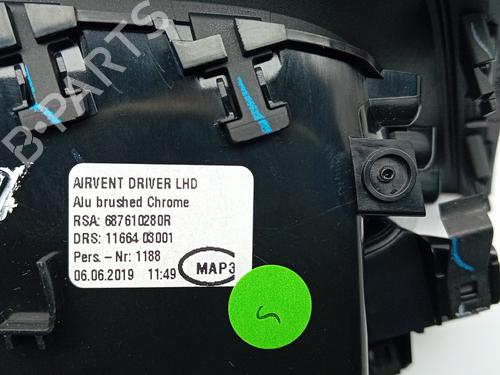 B-PARTS
AIRVENT DRIVER LHD
Alu brushed Chrome
RSA: 687610280R
DRS: 11664 03001
Pers. - Nr: 1188
06.06.2019 11:49 MAP3